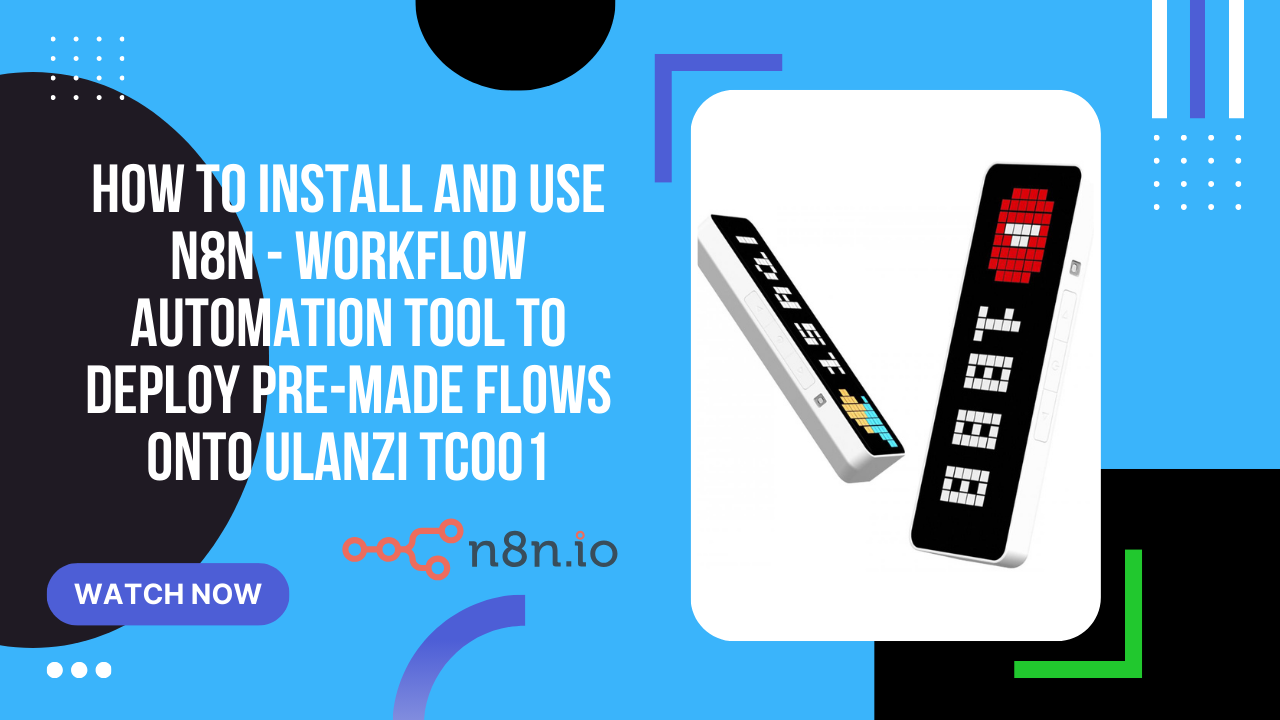 HOW TO INSTALL AND USE
N8N - WORKFLOW
AUTOMATION TOOL TO
DEPLOY PRE-MADE FLOWS
ONTO ULANZI TC001
n8n.io
WATCH NOW